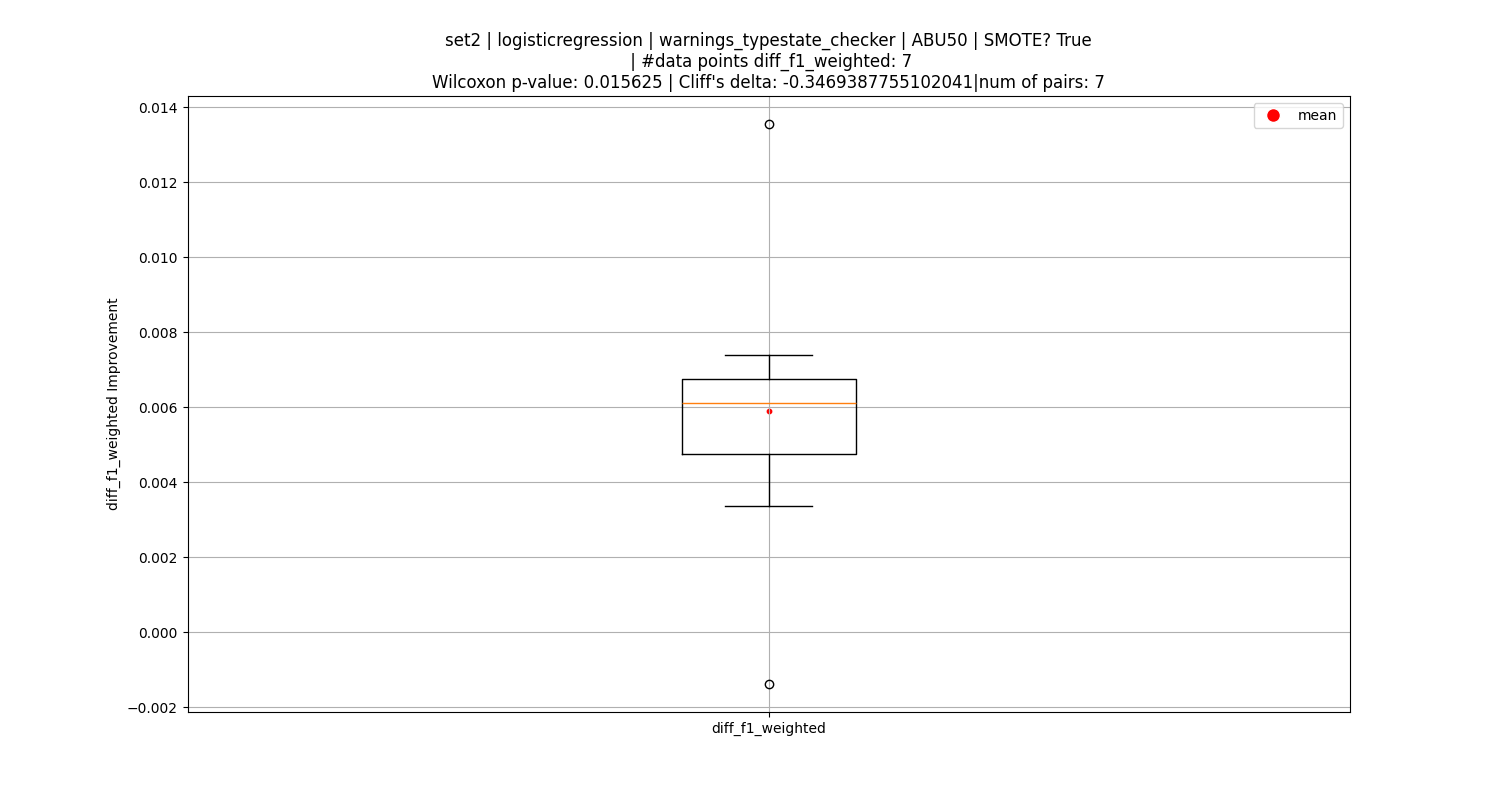 set2 | logisticregression | warnings_typestate_checker | ABU50 | SMOTE? True
| #data points diff_f1_weighted: 7
Wilcoxon p-value: 0.015625 | Cliff's delta: -0.3469387755102041|num of pairs: 7
mean
0.014
0.012
0.010
0.008
0.006
0.004
0.002
0.000
−0.002
diff_f1_weighted Improvement
diff_f1_weighted